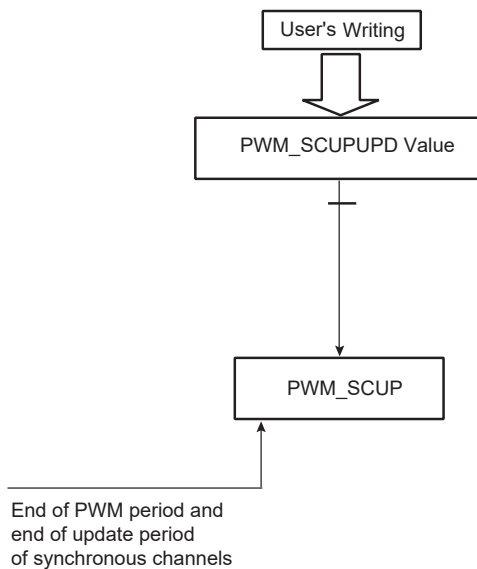 User's Writing
PWM_SCUPUPD Value
PWM_SCUP
End of PWM period and
end of update period
of synchronous channels